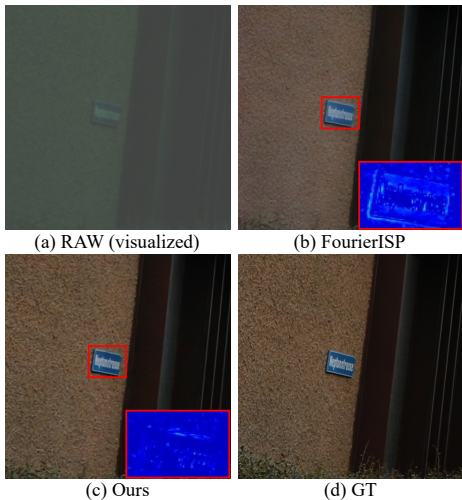 (a) RAW (visualized)
(b) FourierISP
(c) Ours
(d) GT